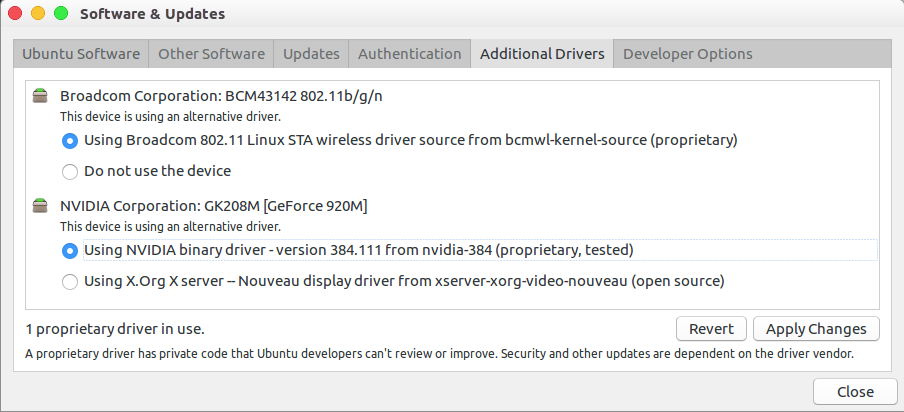 Software & Updates
Ubuntu Software Other Software Updates Authentication Additional Drivers Developer Options
Broadcom Corporation: BCM43142 802.11b/g/n
This device is using an alternative driver.
Using Broadcom 802.11 Linux STA wireless driver source from bcmwl-kernel-source (proprietary)
Do not use the device
NVIDIA Corporation: GK208M [GeForce 920M]
This device is using an alternative driver.
Using NVIDIA binary driver - version 384.111 from nvidia-384 (proprietary, tested)
Using X.Org X server -- Nouveau display driver from xserver-xorg-video-nouveau (open source)
1 proprietary driver in use. Revert Apply Changes
A proprietary driver has private code that Ubuntu developers can't review or improve. Security and other updates are dependent on the driver vendor.
Close